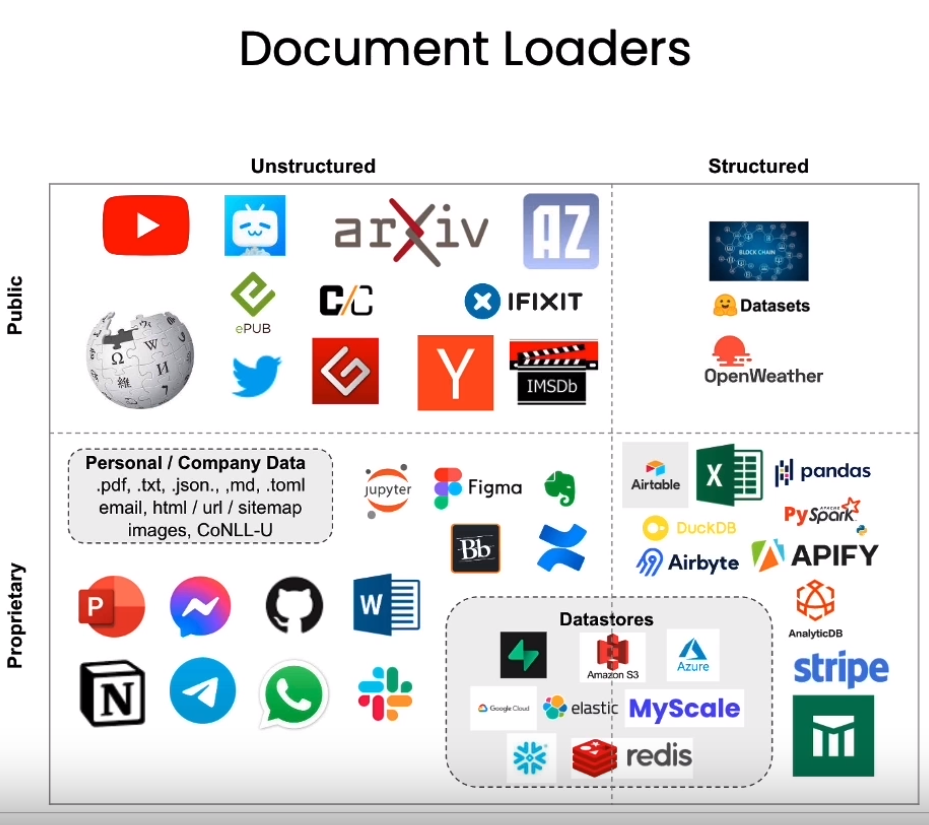 Document Loaders
Unstructured
Structured
Public
arXiv
AZ
BLOCK CHAIN
ePUB
C/C
IFIXIT
Datasets
Ω W И 維
Y
IMSDb
OpenWeather
Proprietary
Personal / Company Data
.pdf, .txt, .json., ,md, .toml
email, html / url / sitemap
images, CoNLL-U
jupyter
Figma
Airtable
X
pandas
DuckDB
APACHE
PySpark
Bb
Airbyte
APIFY
P
W
Datastores
AnalyticDB
Amazon S3
Azure
stripe
N
Google Cloud
elastic
MyScale
redis